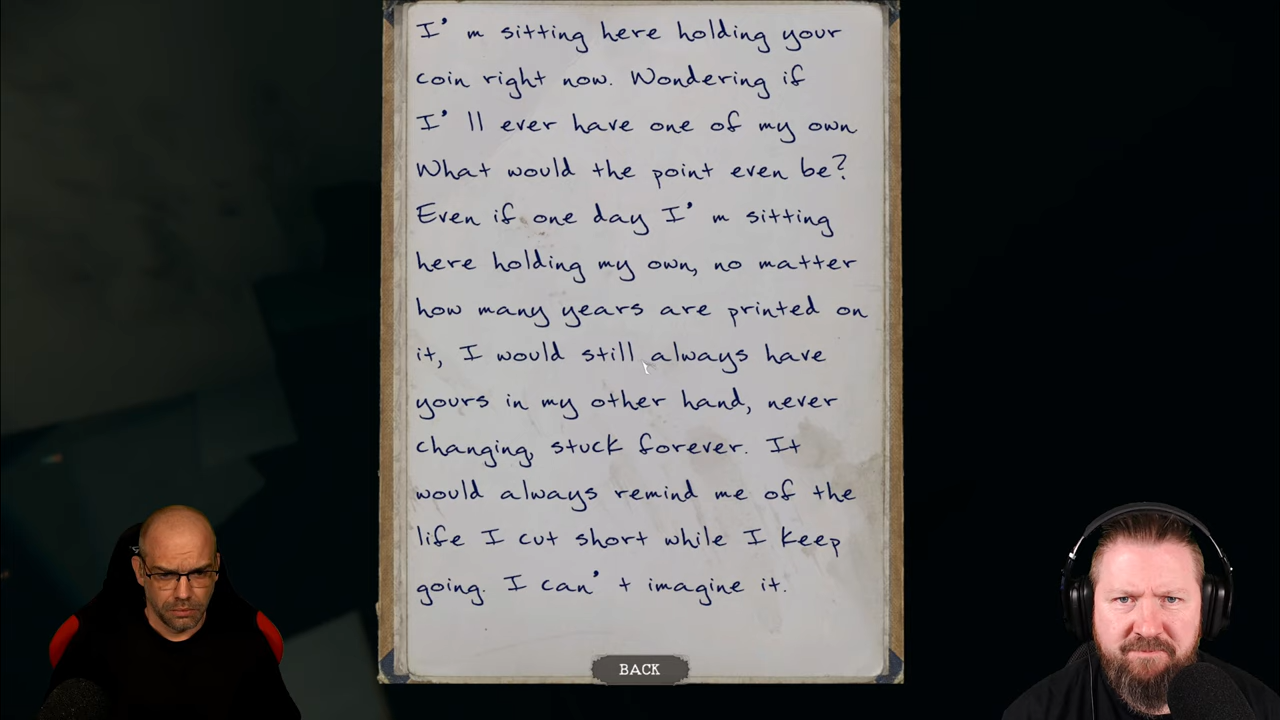 I' m sitting here holding your
coin right now. Wondering if
I' ll ever have one of my own
What would the point even be?
Even if one day I' m sitting
here holding my own, no matter
how many years are printed on
it, I would still always have
yours in my other hand, never
changing, stuck forever. It
would always remind me of the
life I cut short while I keep
going. I can' t imagine it.
BACK